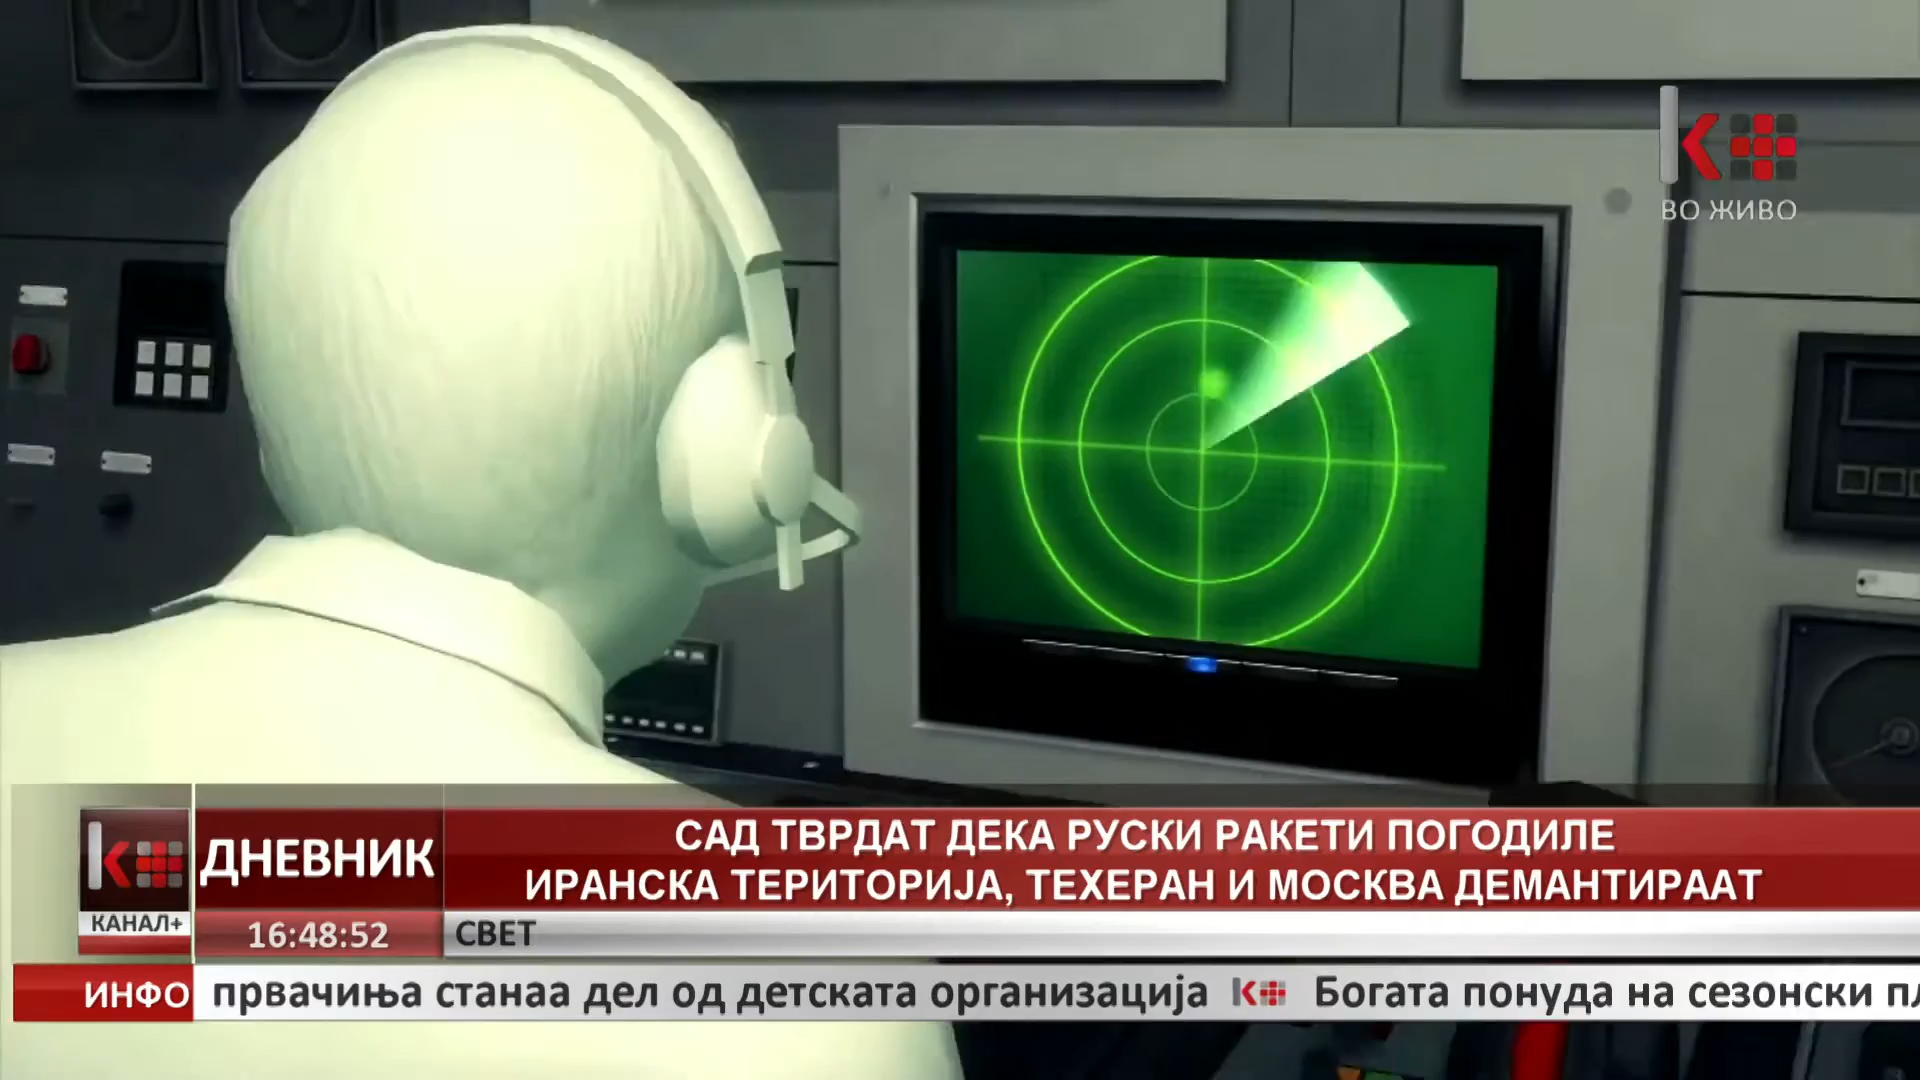 ВО ЖИВО
САД ТВРДАТ ДЕКА РУСКИ РАКЕТИ ПОГОДИЛЕ
ИРАНСКА ТЕРИТОРИЈА, ТЕХЕРАН И МОСКВА ДЕМАНТИРААТ
ДНЕВНИК
КАНАЛ+
16:48:52
СВЕТ
ИНФО
првачиња станаа дел од детската организација
Богата понуда на сезонски